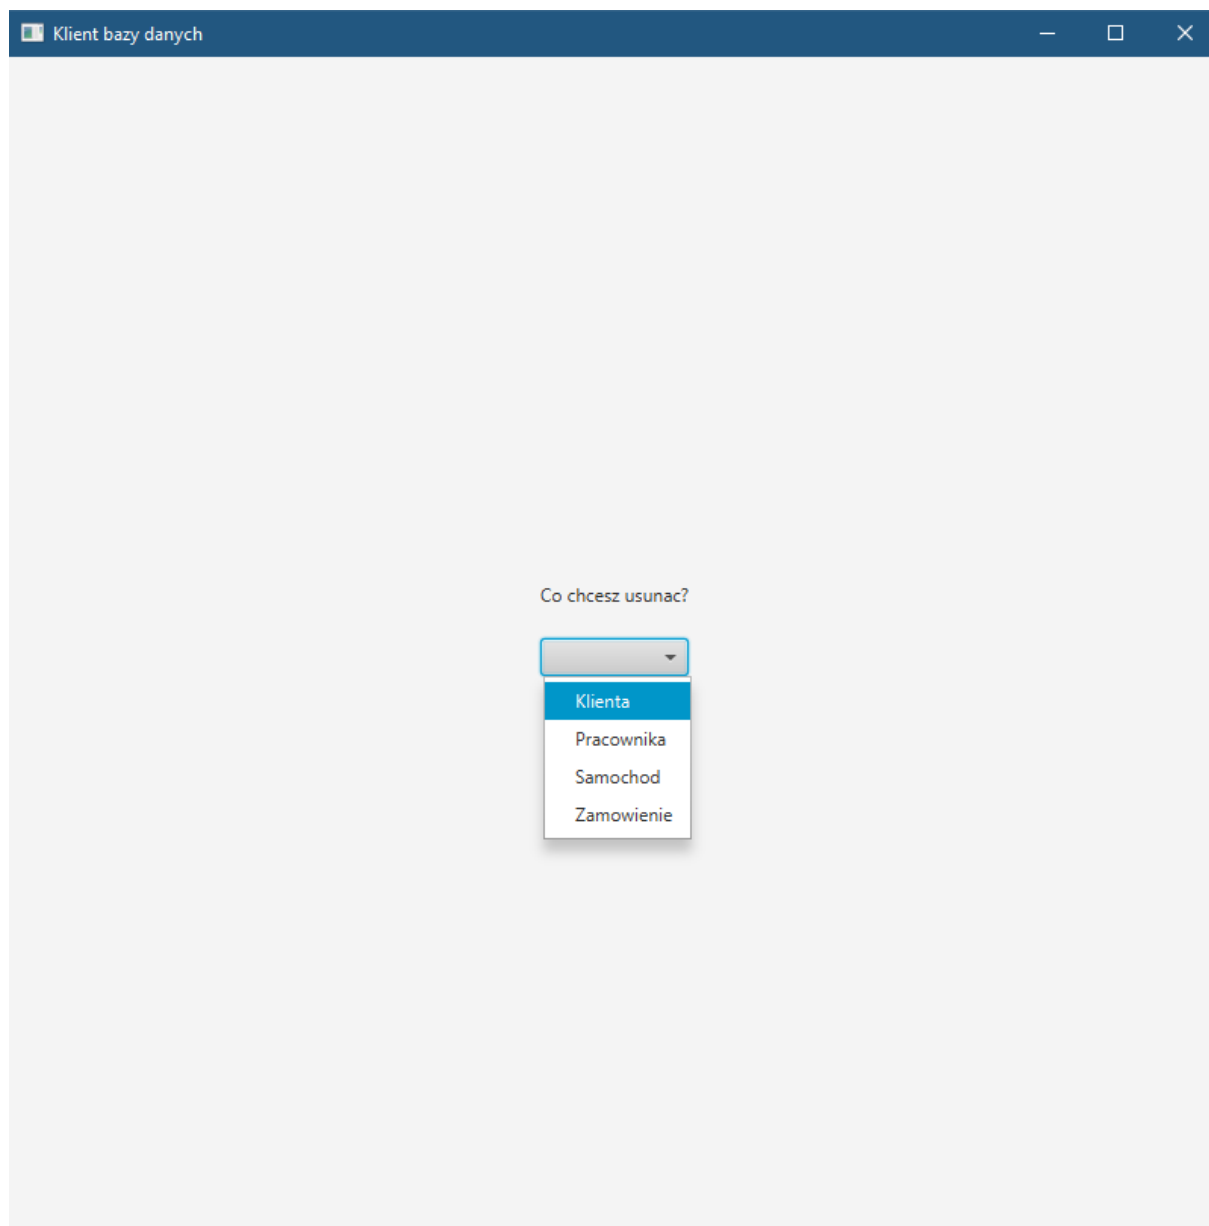 Klient bazy danych
Co chcesz usunac?
Klienta
Pracownika
Samochod
Zamowienie